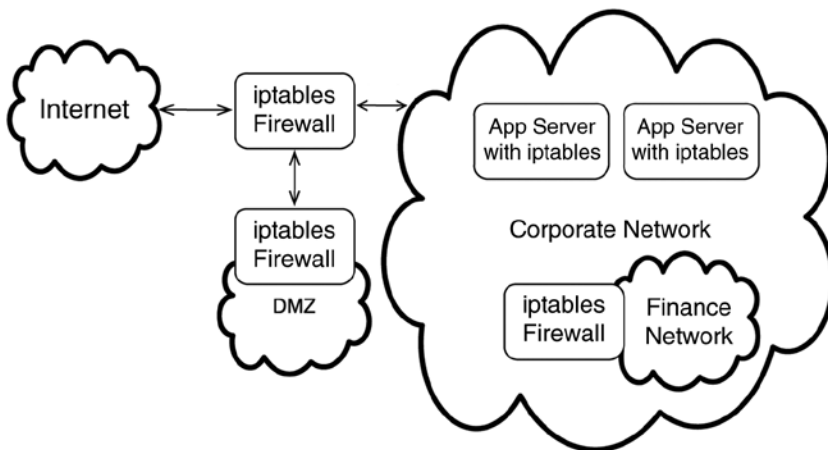 Internet
iptables
Firewall
App Server
with iptables
App Server
with iptables
iptables
Firewall
DMZ
Corporate Network
iptables
Firewall
Finance
Network